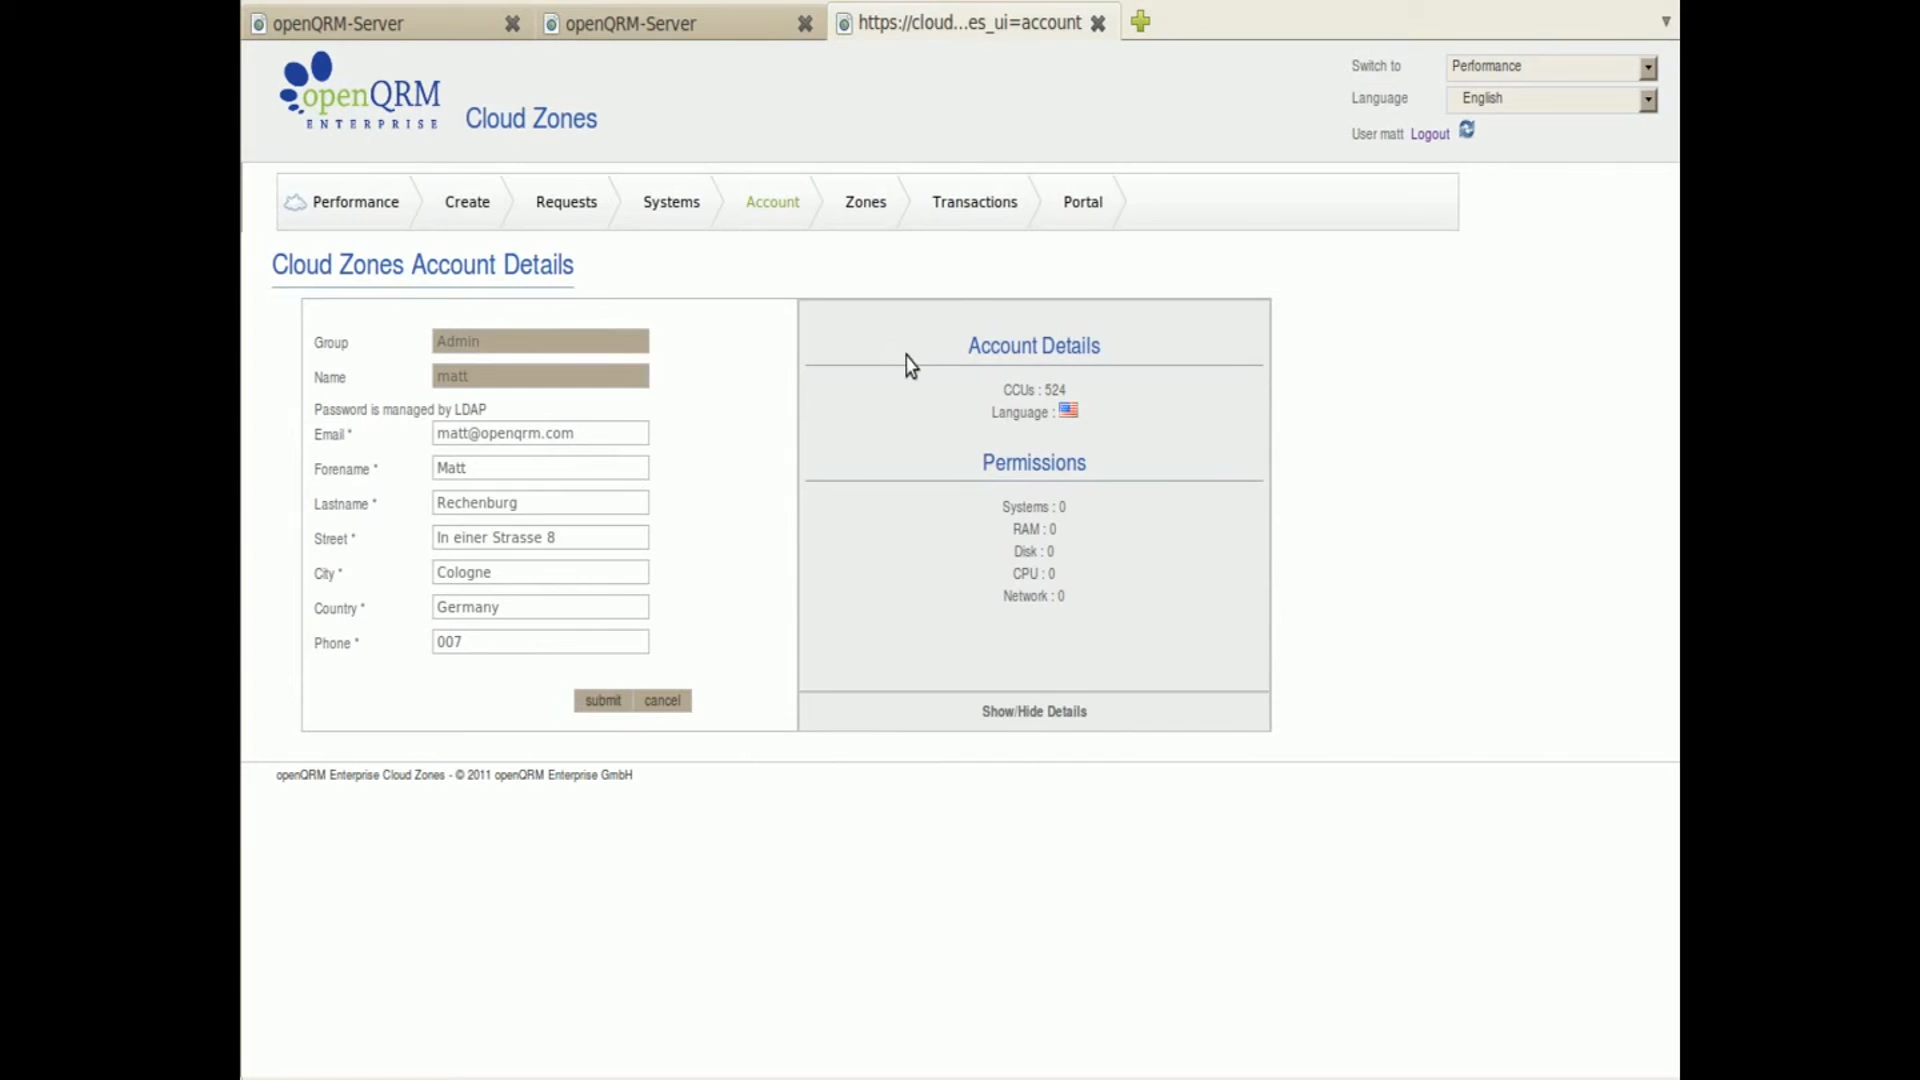 openQRM-Server openQRM-Server https://cloud...es_ui=account
openQRM
ENTERPRISE
Cloud Zones
Switch to Performance
Language English
User matt Logout
Performance Create Requests Systems Account Zones Transactions Portal
Cloud Zones Account Details
Group Admin
Name matt
Password is managed by LDAP
Email * matt@openqrm.com
Forename * Matt
Lastname * Rechenburg
Street * In einer Strasse 8
City * Cologne
Country * Germany
Phone * 007
submit cancel
Account Details
CCUs : 524
Language :
Permissions
Systems : 0
RAM : 0
Disk : 0
CPU : 0
Network : 0
Show/Hide Details
openQRM Enterprise Cloud Zones - © 2011 openQRM Enterprise GmbH